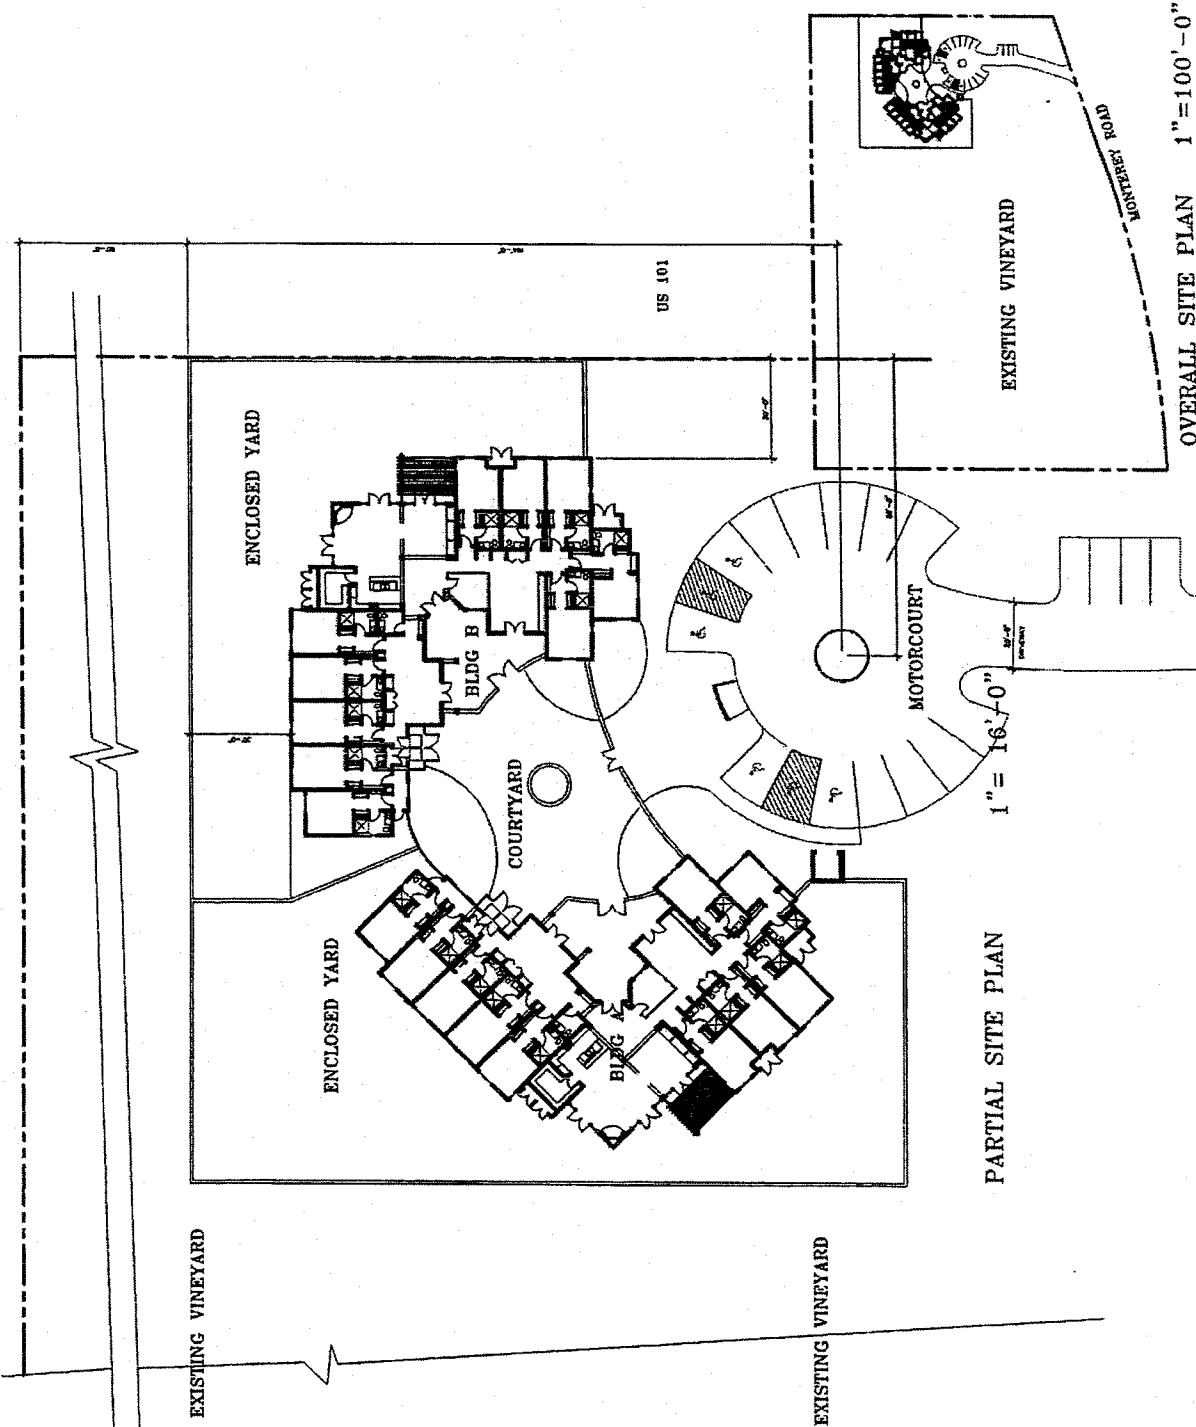 OVERALL SITE PLAN 1"=100'-0"
MONTEREY ROAD
EXISTING VINEYARD
US 101
ENCLOSED YARD
BLDG B
COURTYARD
MOTORCOURT
1"= 16'-0"
ENCLOSED YARD
BLDG A
PARTIAL SITE PLAN
EXISTING VINEYARD
EXISTING VINEYARD